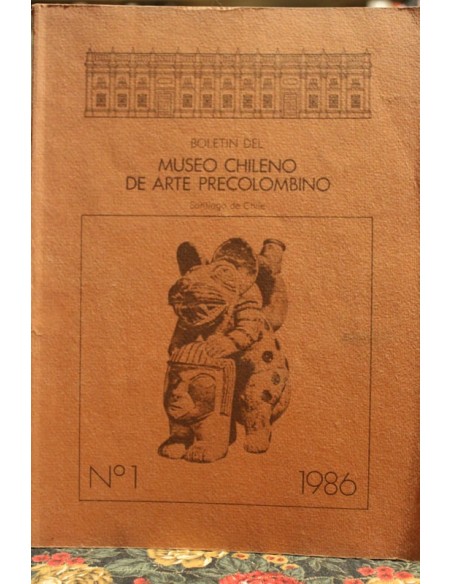 BOLETIN DEL
MUSEO CHILENO
DE ARTE PRECOLOMBINO
Santiago de Chile
Nº1
1986